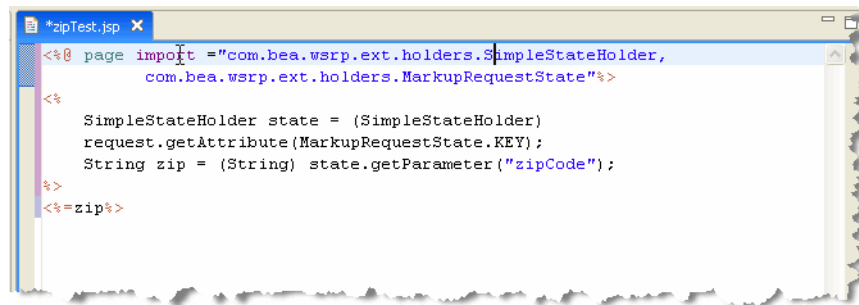 *zipTest.jsp
<%@ page import ="com.bea.wsrp.ext.holders.SimpleStateHolder,
com.bea.wsrp.ext.holders.MarkupRequestState"%>
<%
SimpleStateHolder state = (SimpleStateHolder)
request.getAttribute(MarkupRequestState.KEY);
String zip = (String) state.getParameter("zipCode");
%>
<%=zip%>